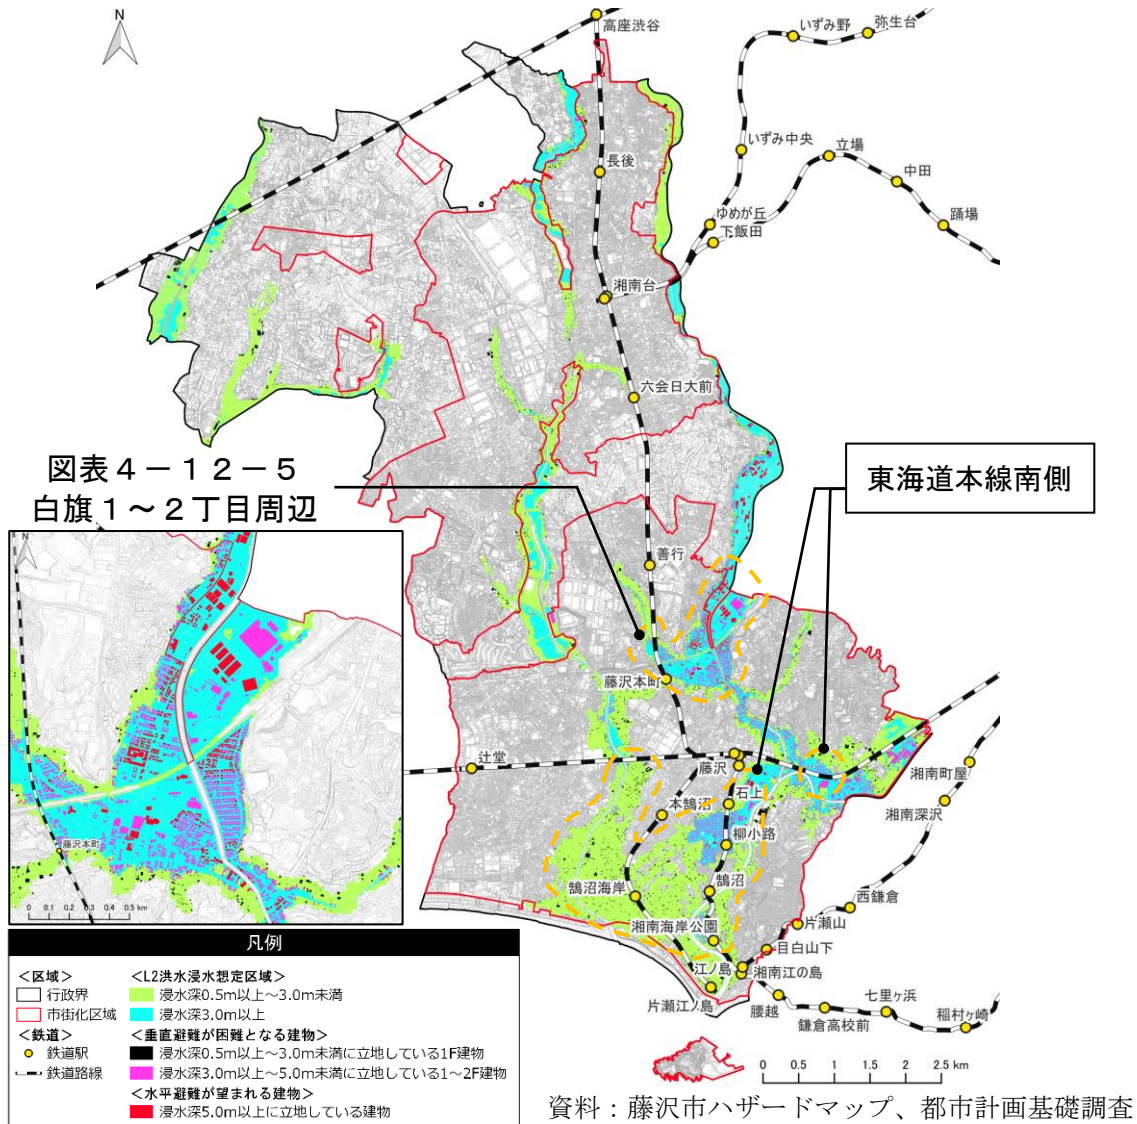 N
高座渋谷
いずみ野
弥生台
いずみ中央
立場
中田
踊場
長後
ゆめが丘
下飯田
湘南台
六会日大前
図表4-12-5
白旗1~2丁目周辺
東海道本線南側
善行
藤沢本町
辻堂
藤沢
石上
本鵠沼
柳小路
湘南町屋
湘南深沢
鵠沼海岸
鵠沼
西鎌倉
湘南海岸公園
片瀬山
目白山下
江ノ島
湘南江の島
片瀬江ノ島
腰越
鎌倉高校前
七里ヶ浜
稲村ヶ崎
N
藤沢本町
0 0.1 0.2 0.3 0.4 0.5 km
凡例
<区域>
行政界
市街化区域
<鉄道>
鉄道駅
鉄道路線
<L2洪水浸水想定区域>
浸水深0.5m以上~3.0m未満
浸水深3.0m以上
<垂直避難が困難となる建物>
浸水深0.5m以上~3.0m未満に立地している1F建物
浸水深3.0m以上~5.0m未満に立地している1~2F建物
<水平避難が望まれる建物>
浸水深5.0m以上に立地している建物
0 0.5 1 1.5 2 2.5 km
資料:藤沢市ハザードマップ、都市計画基礎調査